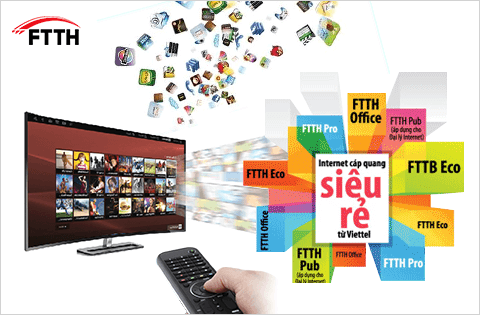 FTTH
FTTH
Office
FTTH Pub
(áp dụng cho
Đại lý Internet)
FTTH Pro
Internet cáp quang
siêu
rẻ
từ Viettel
FTTB Eco
FTTH Eco
FTTH Eco
FTTH Office
FTTH Pro
FTTH
Pub
(áp dụng cho
Đại lý Internet)
FTTH Office